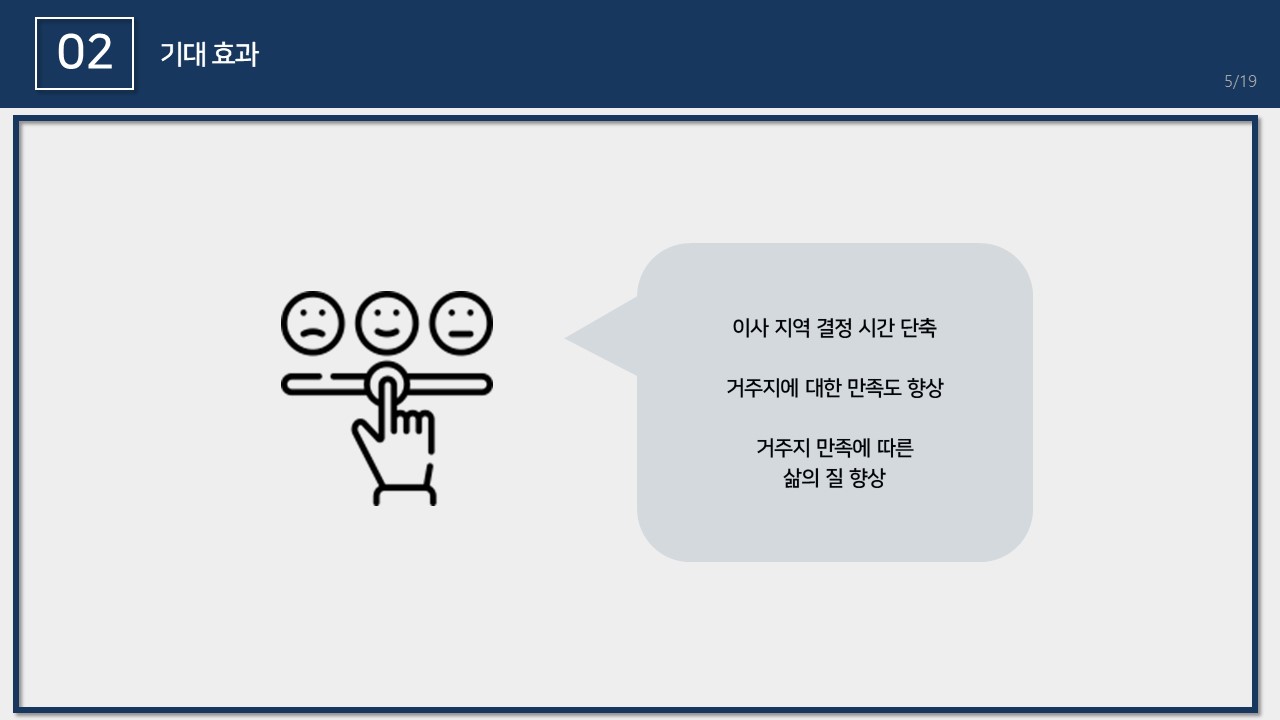 02
기대 효과
5/19
이사 지역 결정 시간 단축
거주지에 대한 만족도 향상
거주지 만족에 따른
삶의 질 향상